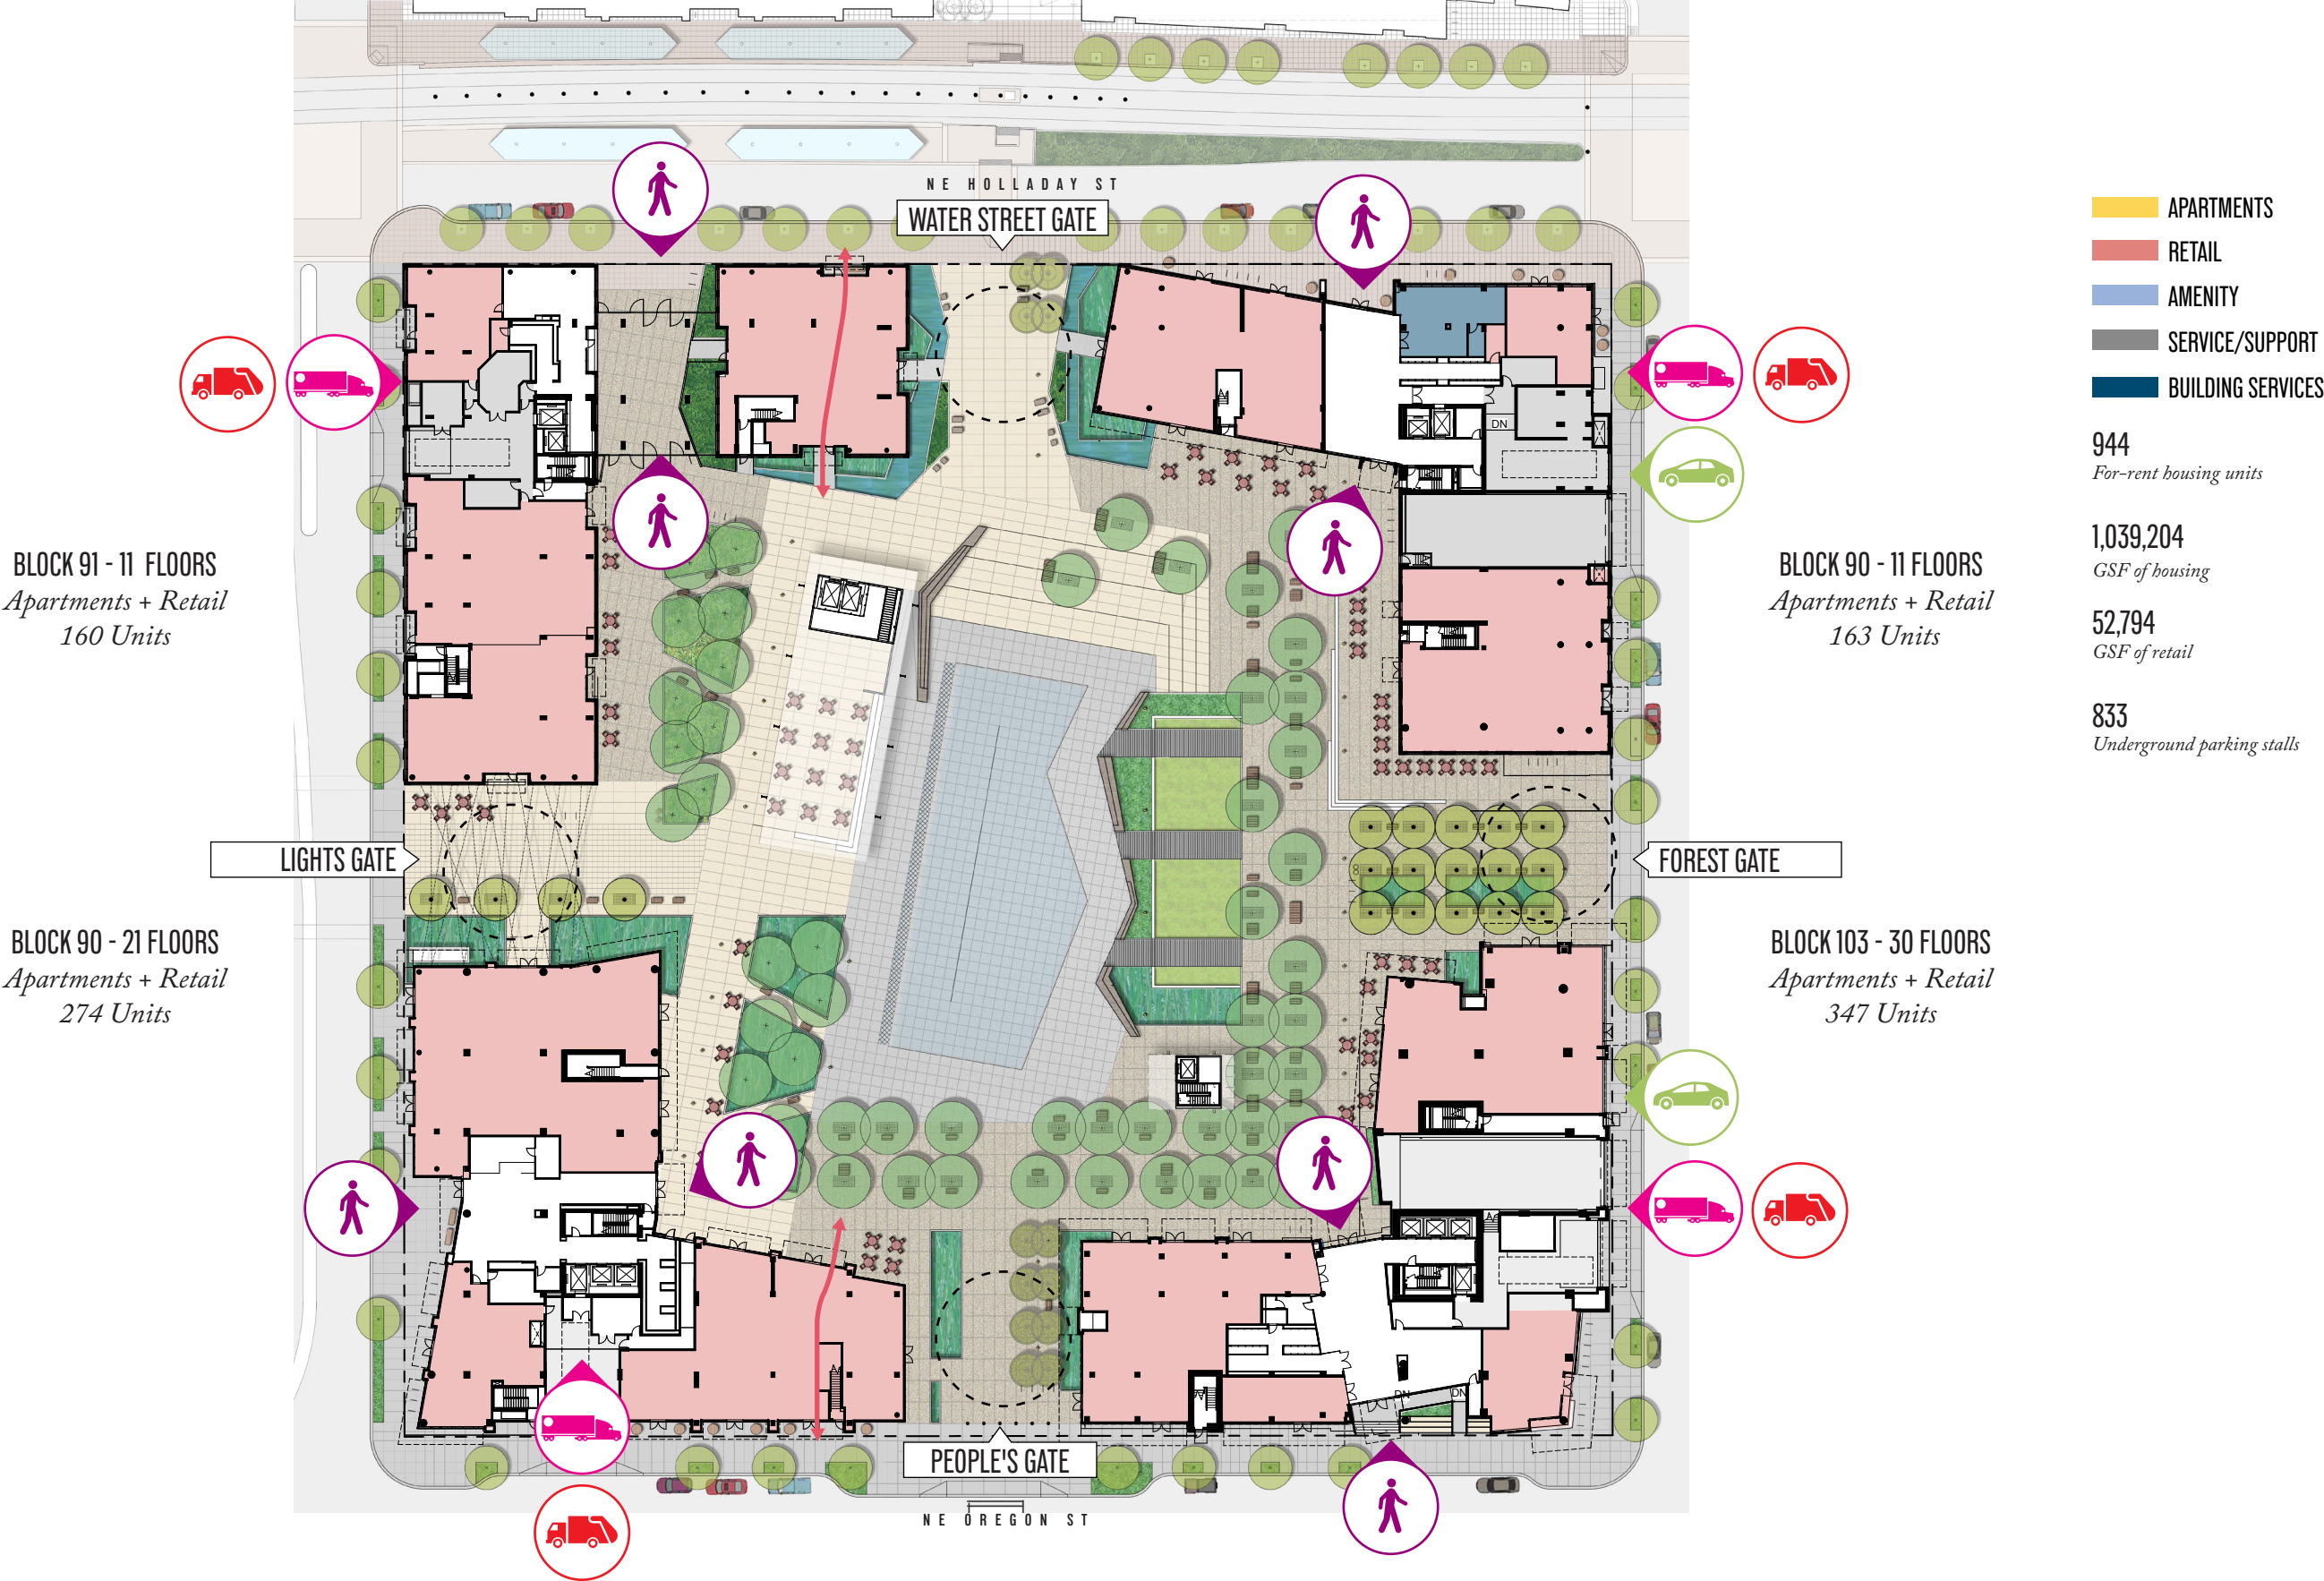 NE HOLLADAY ST
WATER STREET GATE
APARTMENTS
RETAIL
AMENITY
SERVICE/SUPPORT
BUILDING SERVICES
944
For-rent housing units
1,039,204
GSF of housing
52,794
GSF of retail
833
Underground parking stalls
DN
BLOCK 91 - 11 FLOORS
Apartments + Retail
160 Units
BLOCK 90 - 11 FLOORS
Apartments + Retail
163 Units
LIGHTS GATE
FOREST GATE
BLOCK 90 - 21 FLOORS
Apartments + Retail
274 Units
BLOCK 103 - 30 FLOORS
Apartments + Retail
347 Units
DN
DN
PEOPLE'S GATE
NE OREGON ST